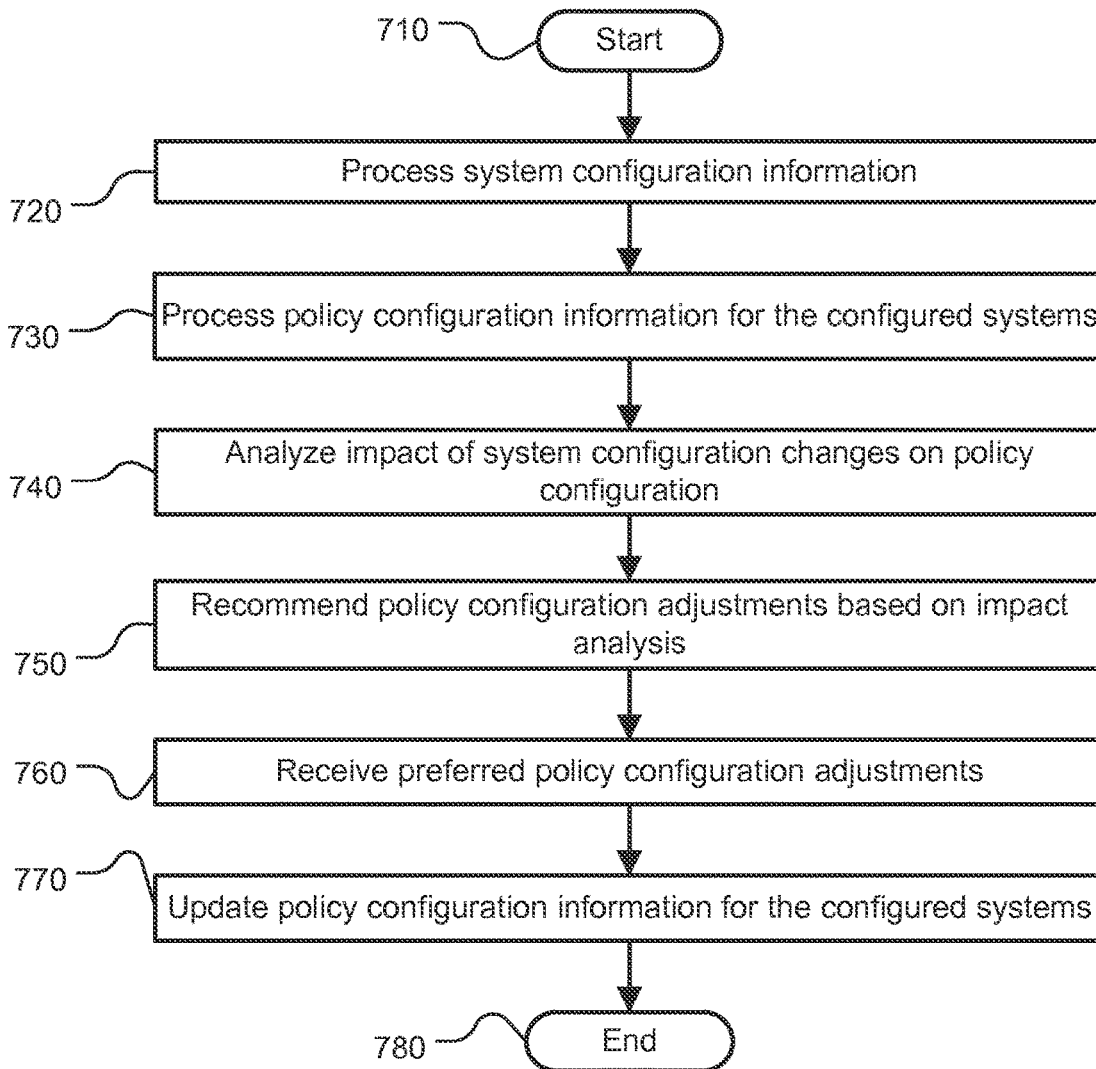 710
Start
720
Process system configuration information
730
Process policy configuration information for the configured systems
740
Analyze impact of system configuration changes on policy
configuration
750
Recommend policy configuration adjustments based on impact
analysis
760
Receive preferred policy configuration adjustments
770
Update policy configuration information for the configured systems
780
End